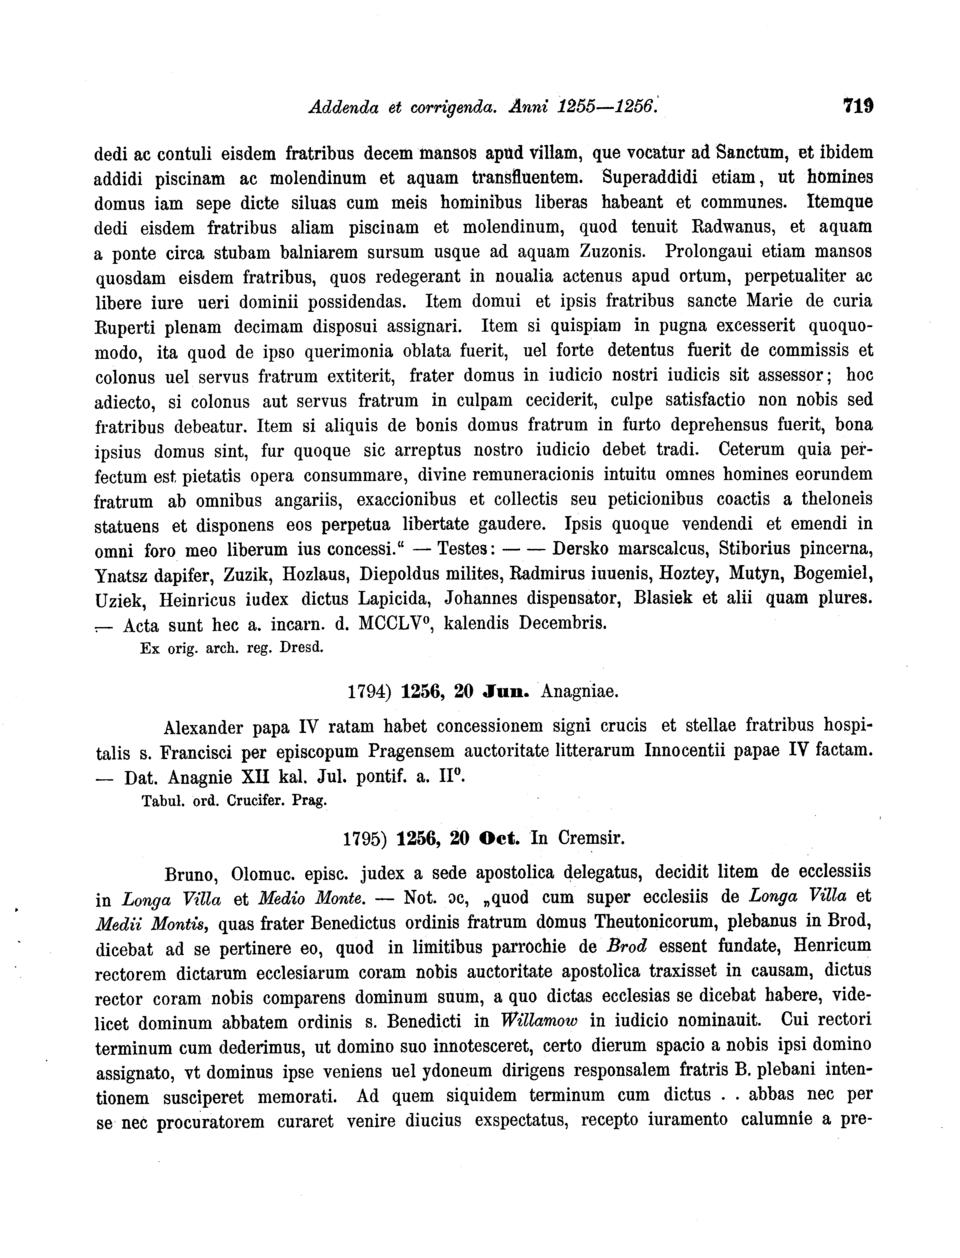 Addenda et corrigenda. Anni 1255—1256. 719
dedi ac contuli eisdem fratribus decem mansos apud villam, que vocatur ad Sanctum, et ibidem
addidi piscinam ac molendinum et aquam transfluentem. Superaddidi etiam, ut homines
domus iam sepe dicte siluas cum meis hominibus liberas habeant et communes. Itemque
dedi eisdem fratribus aliam piscinam et molendinum, quod tenuit Radwanus, et aquam
a ponte circa stubam balniarem sursum usque ad aquam Zuzonis. Prolongaui etiam mansos
quosdam eisdem fratribus, quos redegerant in noualia actenus apud ortum, perpetualiter ac
libere iure ueri dominii possidendas. Item domui et ipsis fratribus sancte Marie de curia
Ruperti plenam decimam disposui assignari. Item si quispiam in pugna excesserit quoquo-
modo, ita quod de ipso querimonia oblata fuerit, uel forte detentus fuerit de commissis et
colonus uel servus fratrum extiterit, frater domus in iudicio nostri iudicis sit assessor; hoc
adiecto, si colonus aut servus fratrum in culpam ceciderit, culpe satisfactio non nobis sed
fratribus debeatur. Item si aliquis de bonis domus fratrum in furto deprehensus fuerit, bona
ipsius domus sint, fur quoque sic arreptus nostro iudicio debet tradi. Ceterum quia per-
fectum est pietatis opera consummare, divine remuneracionis intuitu omnes homines eorundem
fratrum ab omnibus angariis, exaccionibus et collectis seu peticionibus coactis a theloneis
statuens et disponens eos perpetua libertate gaudere. Ipsis quoque vendendi et emendi in
omni foro meo liberum ius concessi.“ — Testes: — — Dersko marscalcus, Stiborius pincerna,
Ynatsz dapifer, Zuzik, Hozlaus, Diepoldus milites, Radmirus iuuenis, Hoztey, Mutyn, Bogemiel,
Uziek, Heinricus iudex dictus Lapicida, Johannes dispensator, Blasiek et alii quam plures.
— Acta sunt hec a. incarn. d. MCCLV⁰, kalendis Decembris.
Ex orig. arch. reg. Dresd.
1794) 1256, 20 Jun. Anagniae.
Alexander papa IV ratam habet concessionem signi crucis et stellae fratribus hospi-
talis s. Francisci per episcopum Pragensem auctoritate litterarum Innocentii papae IV factam.
— Dat. Anagnie XII kal. Jul. pontif. a. II⁰.
Tabul. ord. Crucifer. Prag.
1795) 1256, 20 Oct. In Cremsir.
Bruno, Olomuc. episc. judex a sede apostolica delegatus, decidit litem de ecclessiis
in Longa Villa et Medio Monte. — Not. ɔc, „quod cum super ecclesiis de Longa Villa et
Medii Montis, quas frater Benedictus ordinis fratrum domus Theutonicorum, plebanus in Brod,
dicebat ad se pertinere eo, quod in limitibus parrochie de Brod essent fundate, Henricum
rectorem dictarum ecclesiarum coram nobis auctoritate apostolica traxisset in causam, dictus
rector coram nobis comparens dominum suum, a quo dictas ecclesias se dicebat habere, vide-
licet dominum abbatem ordinis s. Benedicti in Willamow in iudicio nominauit. Cui rectori
terminum cum dederimus, ut domino suo innotesceret, certo dierum spacio a nobis ipsi domino
assignato, vt dominus ipse veniens uel ydoneum dirigens responsalem fratris B. plebani inten-
tionem susciperet memorati. Ad quem siquidem terminum cum dictus . . abbas nec per
se nec procuratorem curaret venire diucius exspectatus, recepto iuramento calumnie a pre-